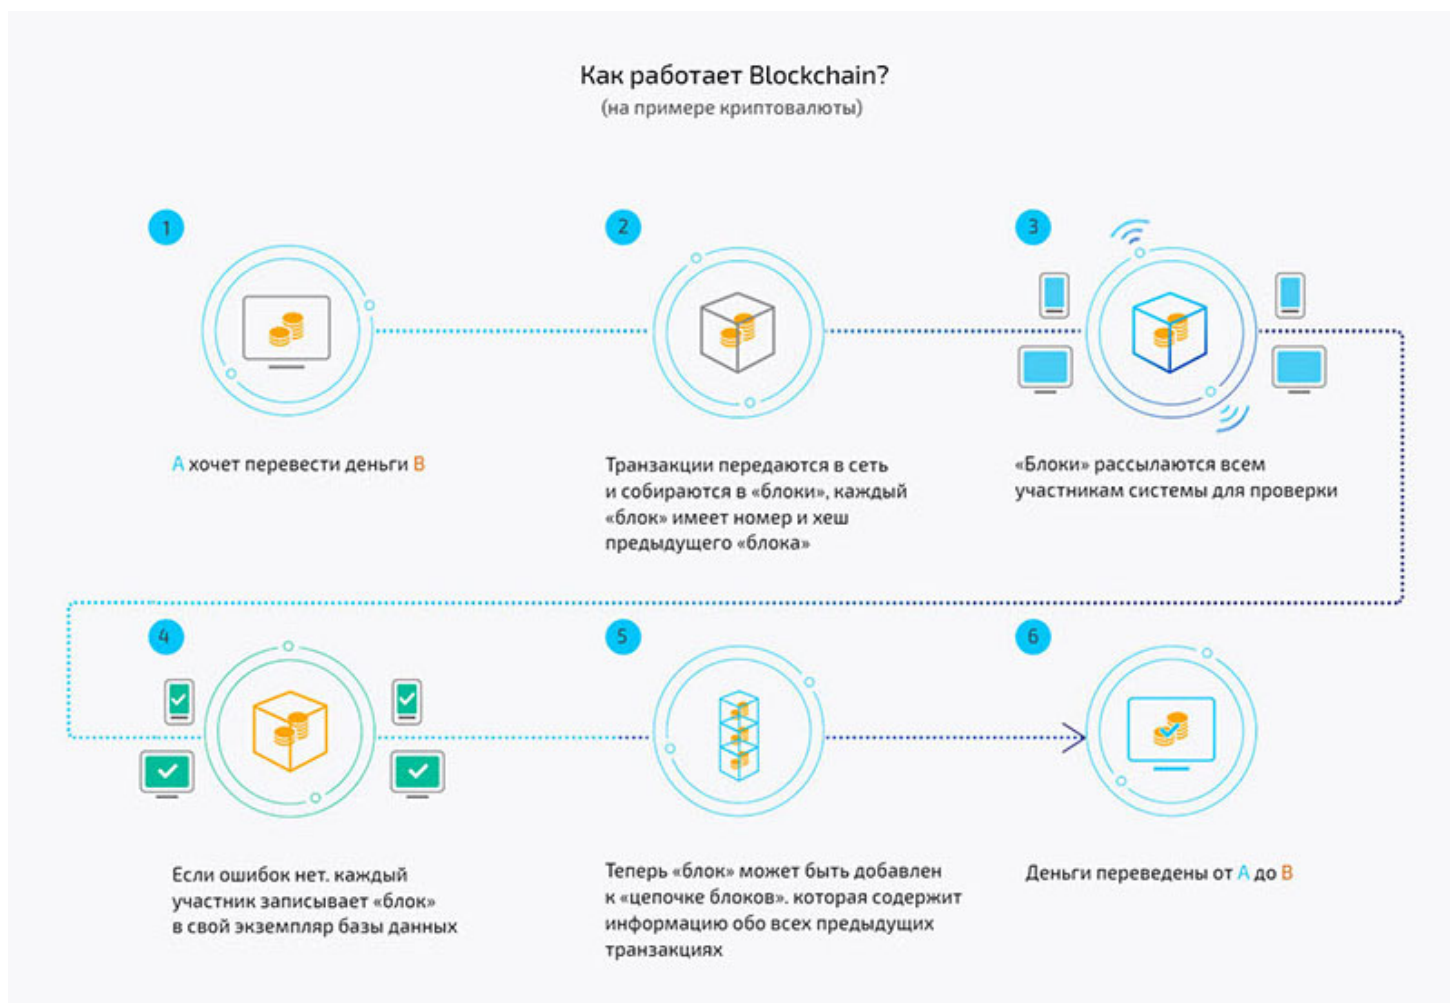 Как работает Blockchain?
(на примере криптовалюты)
1
2
3
А хочет перевести деньги В
Транзакции передаются в сеть
и собираются в «блоки», каждый
«блок» имеет номер и хеш
предыдущего «блока»
«Блоки» рассылаются всем
участникам системы для проверки
4
5
6
Если ошибок нет. каждый
участник записывает «блок»
в свой экземпляр базы данных
Теперь «блок» может быть добавлен
к «цепочке блоков». которая содержит
информацию обо всех предыдущих
транзакциях
Деньги переведены от А до В